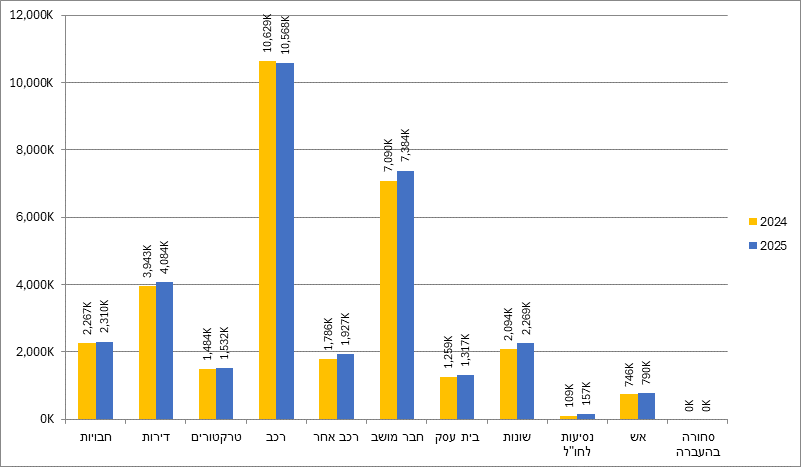 12,000K
10,000K
8,000K
6,000K
4,000K
2,000K
0K
2,267K
2,310K
3,943K
4,084K
1,484K
1,532K
10,629K
10,568K
1,786K
1,927K
7,090K
7,384K
1,259K
1,317K
2,094K
2,269K
109K
157K
746K
790K
0K
0K
חבויות
דירות
טרקטורים
רכב
רכב אחר
חבר מושב
בית עסק
שונות
נסיעות
לחו"ל
אש
סחורה
בהעברה
2024
2025